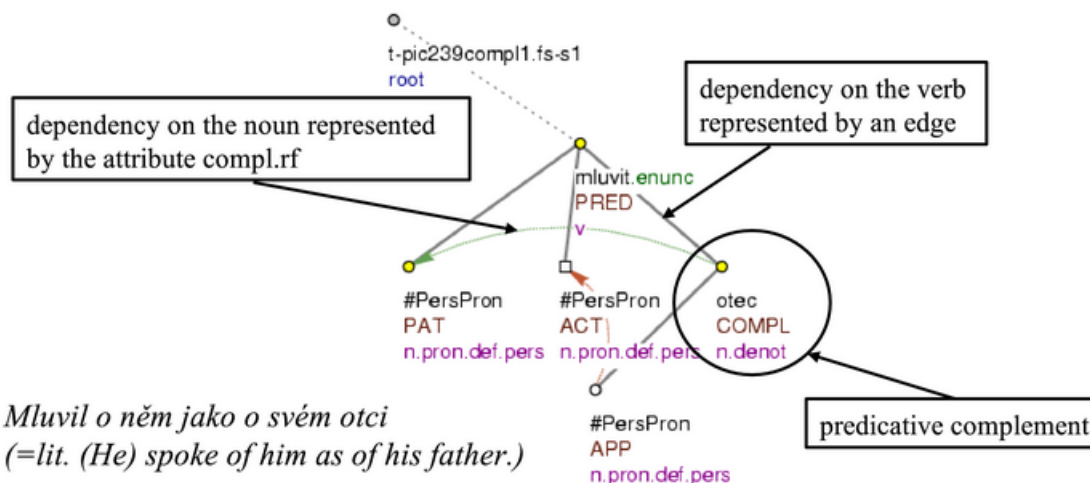 t-pic239compl1.fs-s1
root
dependency on the noun represented
by the attribute compl.rf
dependency on the verb
represented by an edge
mluvit.enunc
PRED
v
#PersPron
PAT
n.pron.def.pers
#PersPron
ACT
n.pron.def.pers
otec
COMPL
n.denot
#PersPron
APP
n.pron.def.pers
predicative complement
Mluvil o něm jako o svém otci
(=lit. (He) spoke of him as of his father.)